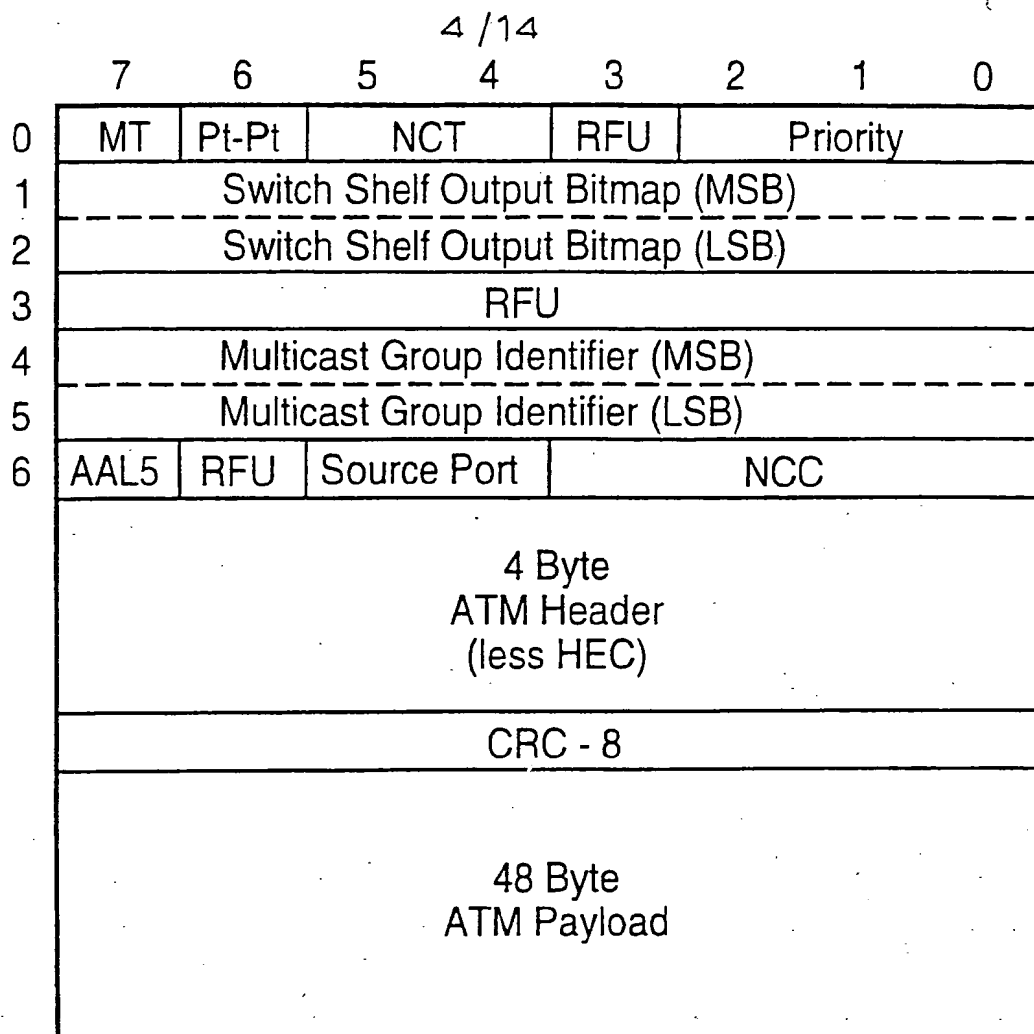 4/14
7 6 5 4 3 2 1 0
0 MT Pt-Pt NCT RFU Priority
1 Switch Shelf Output Bitmap (MSB)
2 Switch Shelf Output Bitmap (LSB)
3 RFU
4 Multicast Group Identifier (MSB)
5 Multicast Group Identifier (LSB)
6 AAL5 RFU Source Port NCC
4 Byte
ATM Header
(less HEC)
CRC - 8
48 Byte
ATM Payload